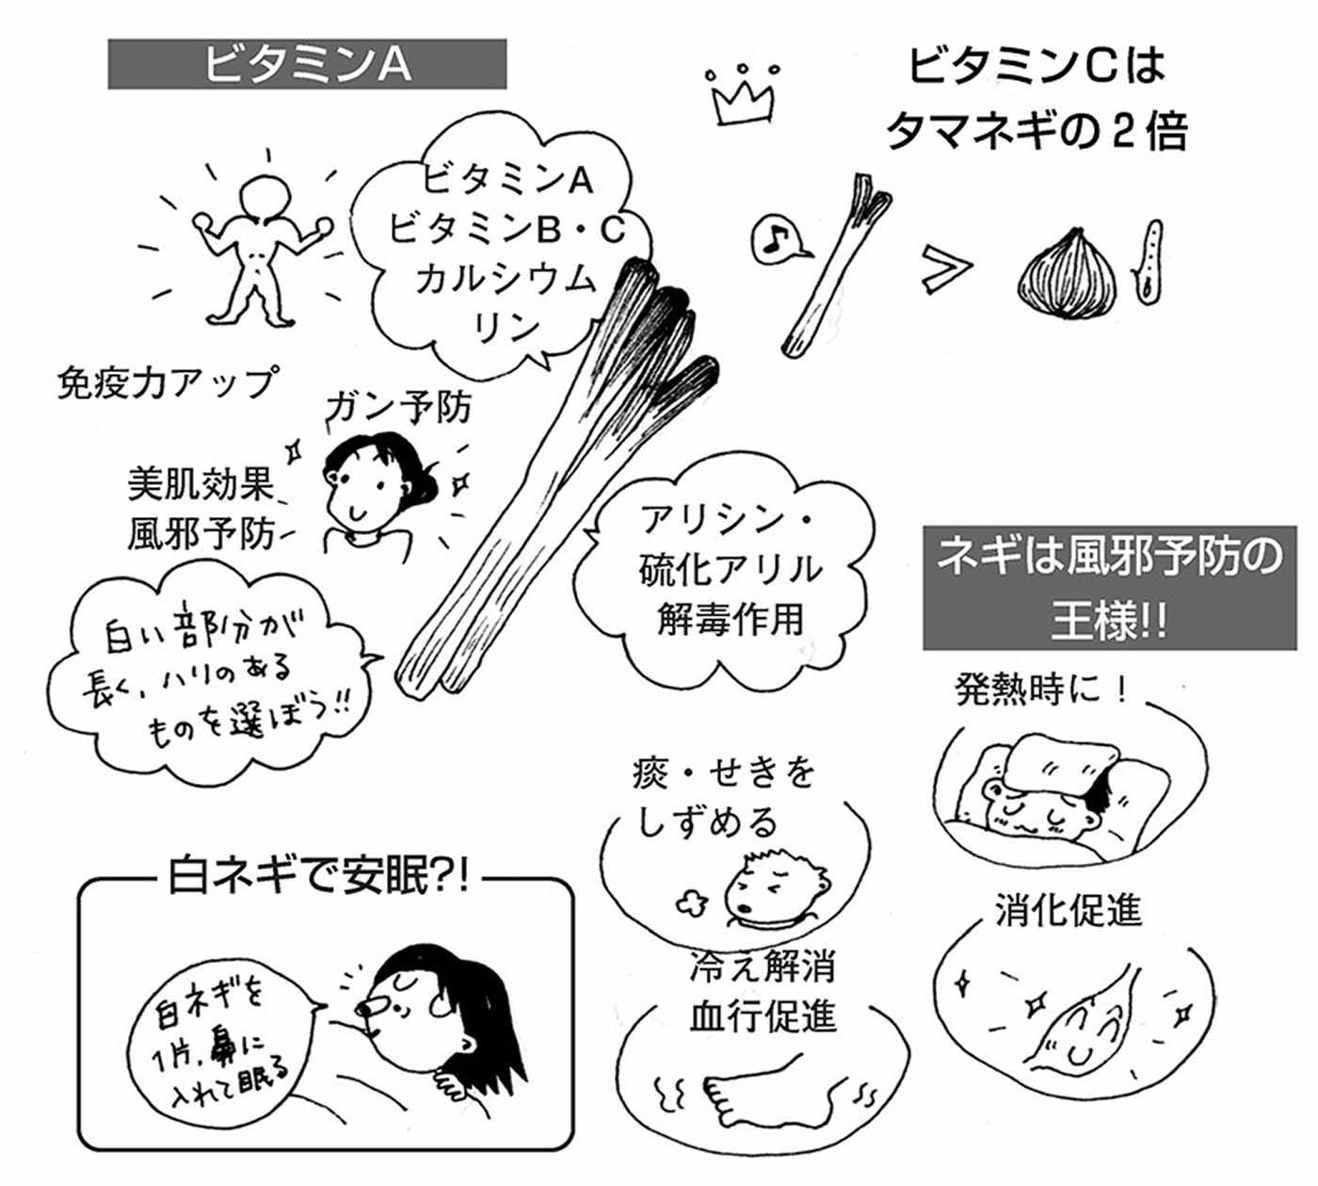 ビタミンA
ビタミンCは
タマネギの2倍
ビタミンA
ビタミンB・C
カルシウム
リン
免疫力アップ
ガン予防
美肌効果
風邪予防
白い部分が
長く、ハリのある
ものを選ぼう!!
アリシン・
硫化アリル
解毒作用
ネギは風邪予防の
王様!!
発熱時に！
痰・せきを
しずめる
消化促進
冷え解消
血行促進
白ネギで安眠?!
白ネギを
1片、鼻に
入れて眠る